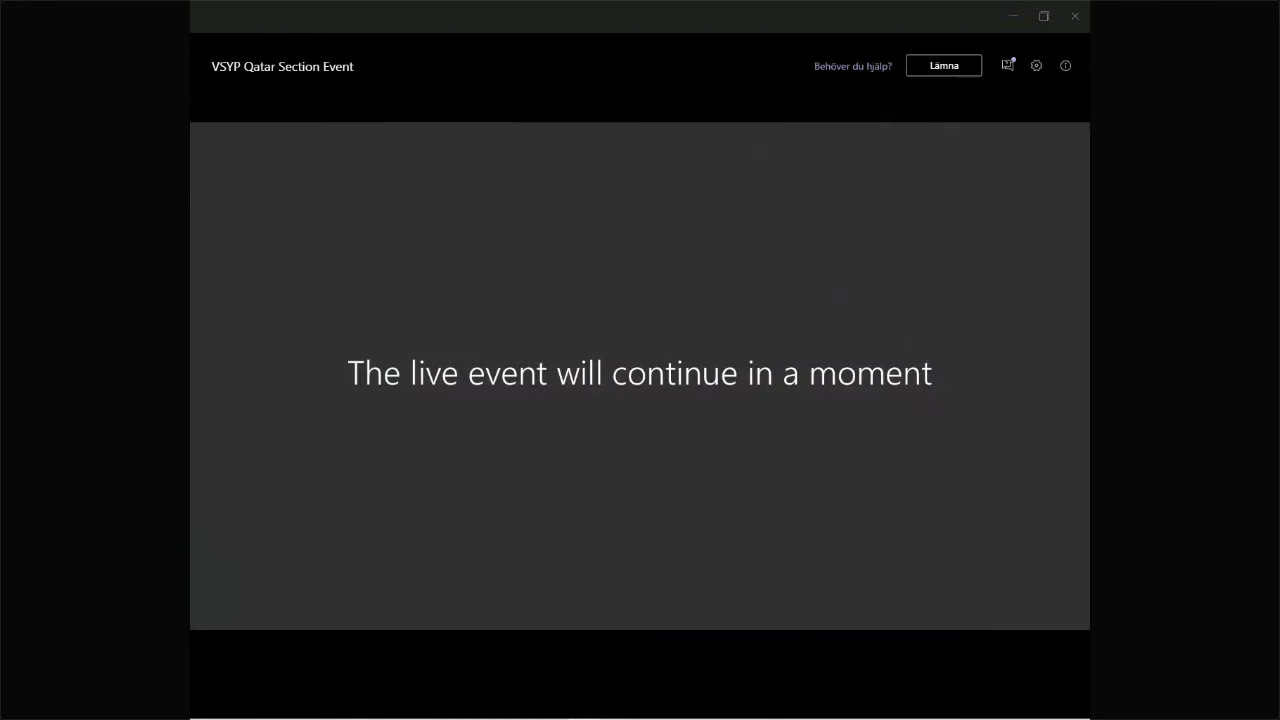 VSYP Qatar Section Event
Behöver du hjälp?
Lämna
The live event will continue in a moment